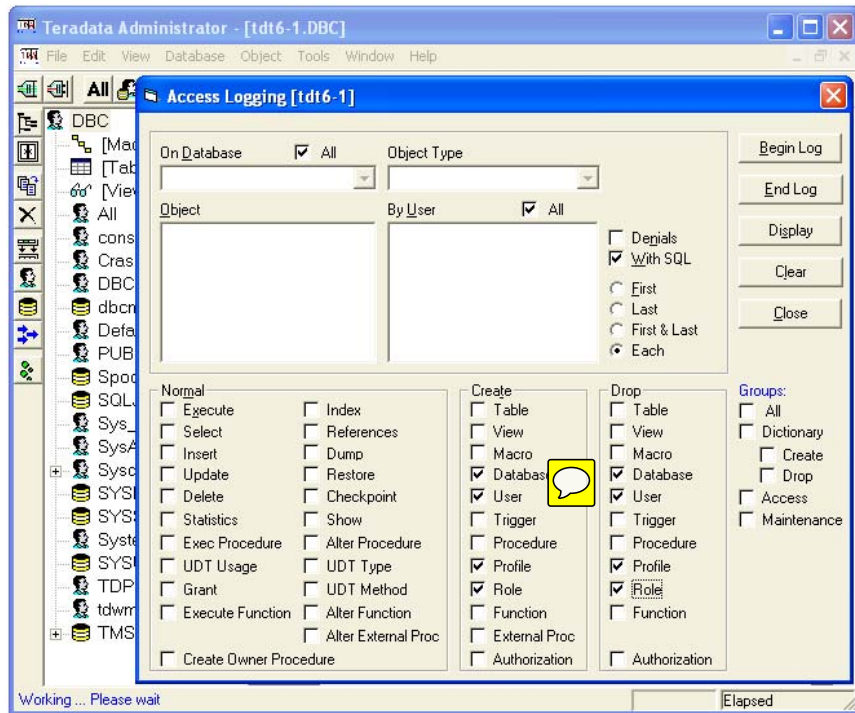 Teradata Administrator - [tdt6-1.DBC]
File Edit View Database Object Tools Window Help
All
Access Logging [tdt6-1]
DBC
All
DBC
On Database All Object Type
Object By User All
Denials
With SQL
First
Last
First & Last
Each
Begin Log
End Log
Display
Clear
Close
Normal
Execute Index
Select References
Insert Dump
Update Restore
Delete Checkpoint
Statistics Show
Exec Procedure Alter Procedure
UDT Usage UDT Type
Grant UDT Method
Execute Function Alter Function
Alter External Proc
Create Owner Procedure
Create
Table
View
Macro
Database
User
Trigger
Procedure
Profile
Role
Function
External Proc
Authorization
Drop
Table
View
Macro
Database
User
Trigger
Procedure
Profile
Role
Function
Authorization
Groups:
All
Dictionary
Create
Drop
Access
Maintenance
Working ... Please wait
Elapsed